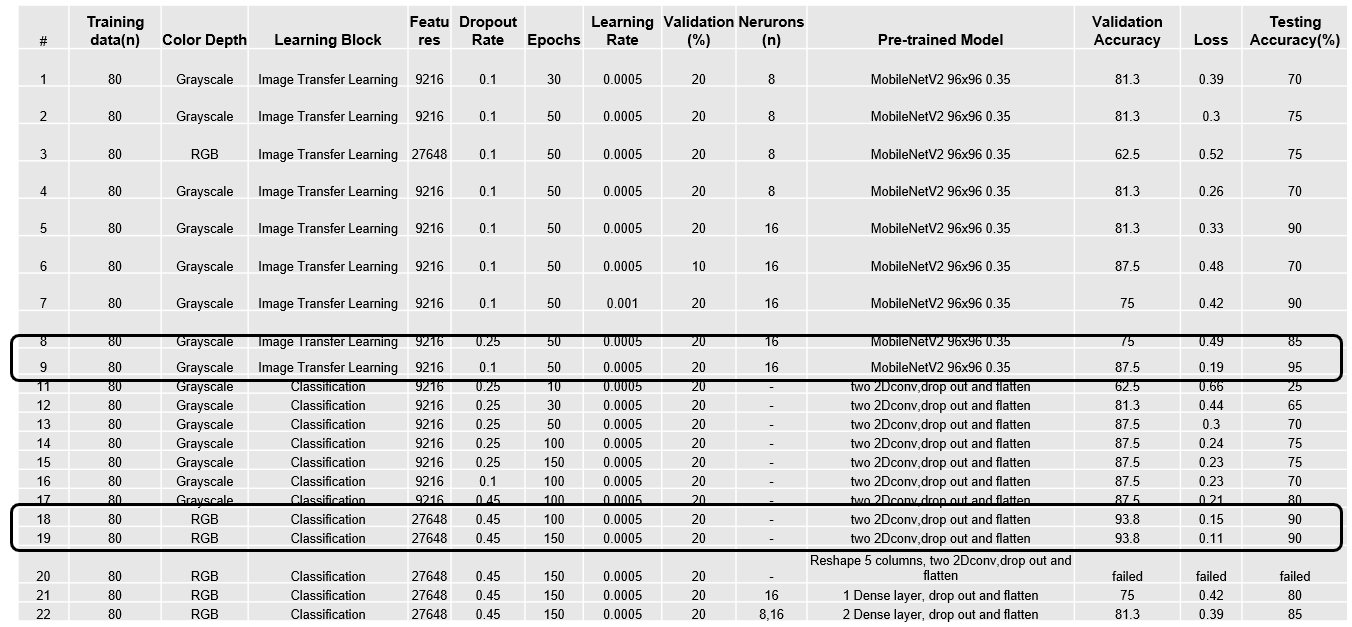 # Training data(n) Color Depth Learning Block Featu res Dropout Rate Epochs Learning Rate Validation (%) Nerurons (n) Pre-trained Model Validation Accuracy Loss Testing Accuracy(%)
1 80 Grayscale Image Transfer Learning 9216 0.1 30 0.0005 20 8 MobileNetV2 96x96 0.35 81.3 0.39 70
2 80 Grayscale Image Transfer Learning 9216 0.1 50 0.0005 20 8 MobileNetV2 96x96 0.35 81.3 0.3 75
3 80 RGB Image Transfer Learning 27648 0.1 50 0.0005 20 8 MobileNetV2 96x96 0.35 62.5 0.52 75
4 80 Grayscale Image Transfer Learning 9216 0.1 50 0.0005 20 8 MobileNetV2 96x96 0.35 81.3 0.26 70
5 80 Grayscale Image Transfer Learning 9216 0.1 50 0.0005 20 16 MobileNetV2 96x96 0.35 81.3 0.33 90
6 80 Grayscale Image Transfer Learning 9216 0.1 50 0.0005 10 16 MobileNetV2 96x96 0.35 87.5 0.48 70
7 80 Grayscale Image Transfer Learning 9216 0.1 50 0.001 20 16 MobileNetV2 96x96 0.35 75 0.42 90
8 80 Grayscale Image Transfer Learning 9216 0.25 50 0.0005 20 16 MobileNetV2 96x96 0.35 75 0.49 85
9 80 Grayscale Image Transfer Learning 9216 0.1 50 0.0005 20 16 MobileNetV2 96x96 0.35 87.5 0.19 95
11 80 Grayscale Classification 9216 0.25 10 0.0005 20 - two 2Dconv,drop out and flatten 62.5 0.66 25
12 80 Grayscale Classification 9216 0.25 30 0.0005 20 - two 2Dconv,drop out and flatten 81.3 0.44 65
13 80 Grayscale Classification 9216 0.25 50 0.0005 20 - two 2Dconv,drop out and flatten 87.5 0.3 70
14 80 Grayscale Classification 9216 0.25 100 0.0005 20 - two 2Dconv,drop out and flatten 87.5 0.24 75
15 80 Grayscale Classification 9216 0.25 150 0.0005 20 - two 2Dconv,drop out and flatten 87.5 0.23 75
16 80 Grayscale Classification 9216 0.1 100 0.0005 20 - two 2Dconv,drop out and flatten 87.5 0.23 70
17 80 Grayscale Classification 9216 0.45 100 0.0005 20 - two 2Dconv,drop out and flatten 87.5 0.21 80
18 80 RGB Classification 27648 0.45 100 0.0005 20 - two 2Dconv,drop out and flatten 93.8 0.15 90
19 80 RGB Classification 27648 0.45 150 0.0005 20 - two 2Dconv,drop out and flatten 93.8 0.11 90
20 80 RGB Classification 27648 0.45 150 0.0005 20 - Reshape 5 columns, two 2Dconv,drop out and flatten failed failed failed
21 80 RGB Classification 27648 0.45 150 0.0005 20 16 1 Dense layer, drop out and flatten 75 0.42 80
22 80 RGB Classification 27648 0.45 150 0.0005 20 8,16 2 Dense layer, drop out and flatten 81.3 0.39 85